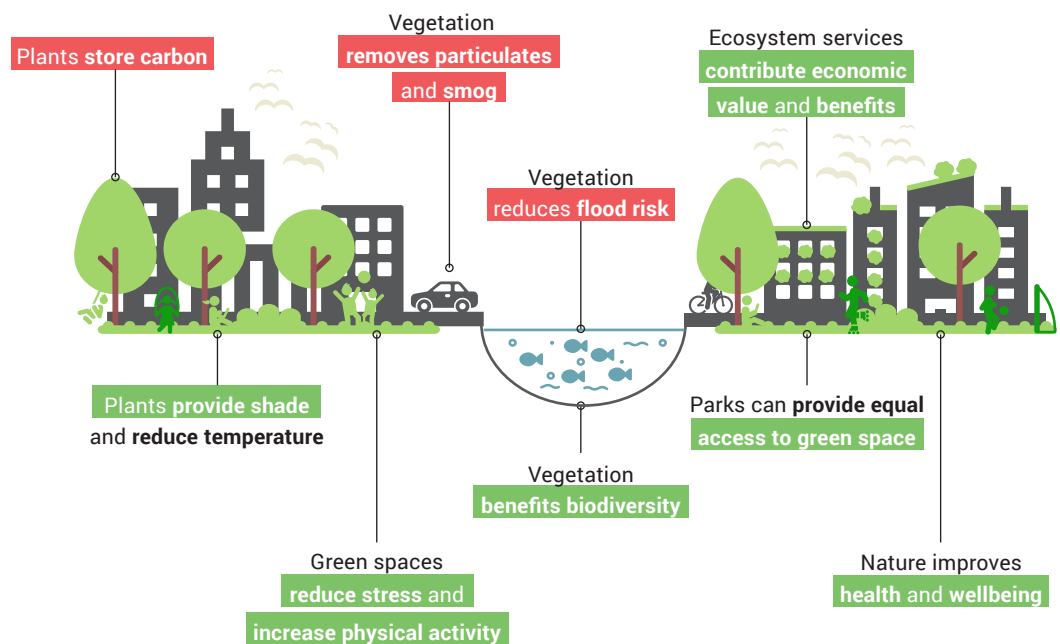 Plants store carbon
Vegetation
removes particulates
and smog
Ecosystem services
contribute economic
value and benefits
Vegetation
reduces flood risk
Plants provide shade
and reduce temperature
Parks can provide equal
access to green space
Vegetation
benefits biodiversity
Green spaces
reduce stress and
increase physical activity
Nature improves
health and wellbeing